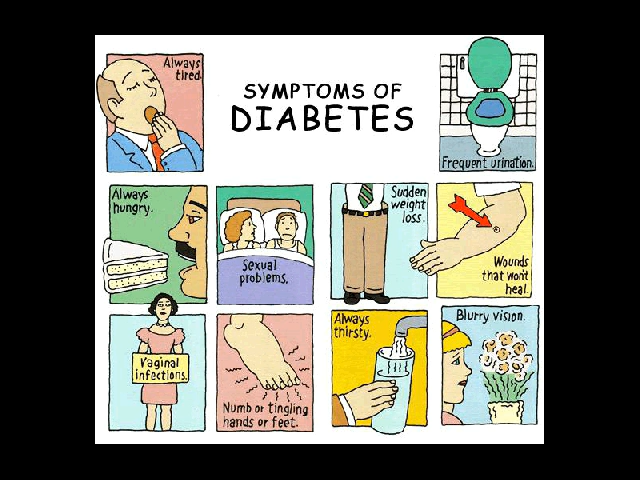 Always
tired.
SYMPTOMS OF
DIABETES
Frequent urination.
Always
hungry.
Sexual
problems.
Sudden
weight
loss.
Wounds
that won't
heal.
Vaginal
infections.
Numb or tingling
hands or feet.
Always
thirsty.
Blurry vision.